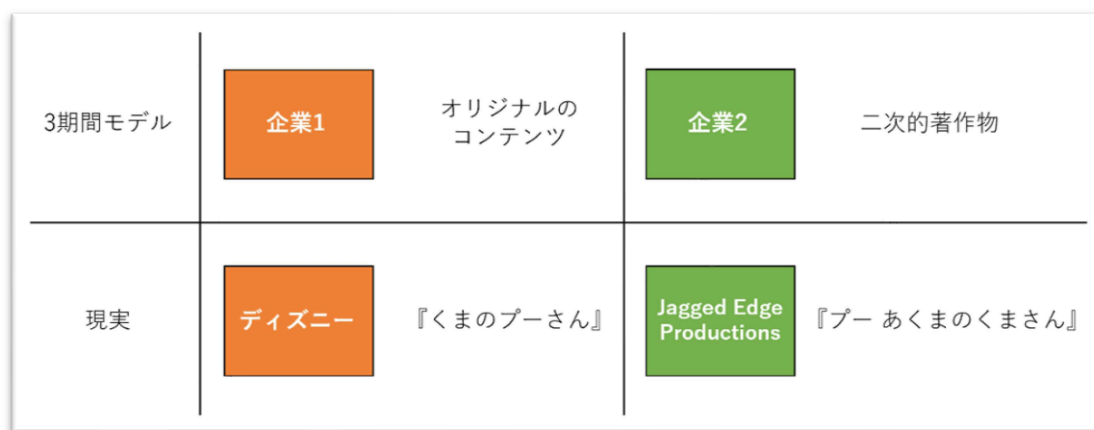 3期間モデル
企業1
オリジナルの
コンテンツ
企業2
二次的著作物
現実
ディズニー
『くまのプーさん』
Jagged Edge
Productions
『プー あくまのくまさん』